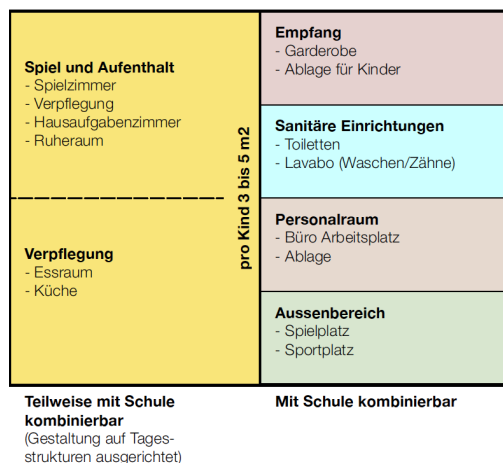 Spiel und Aufenthalt
- Spielzimmer
- Verpflegung
- Hausaufgabenzimmer
- Ruheraum
Verpflegung
- Essraum
- Küche
pro Kind 3 bis 5 m2
Empfang
- Garderobe
- Ablage für Kinder
Sanitäre Einrichtungen
- Toiletten
- Lavabo (Waschen/Zähne)
Personalraum
- Büro Arbeitsplatz
- Ablage
Aussenbereich
- Spielplatz
- Sportplatz
Teilweise mit Schule
kombinierbar
(Gestaltung auf Tages-
strukturen ausgerichtet)
Mit Schule kombinierbar